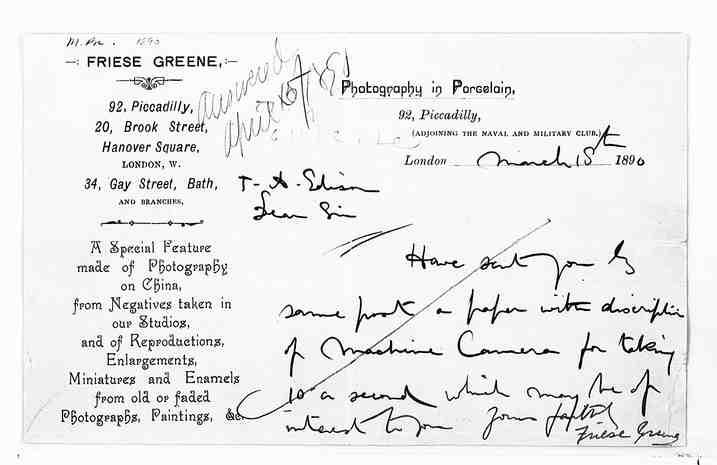 M. Pic. 1890
FRIESE GREENE,
92, Piccadilly,
20, Brook Street,
Hanover Square,
LONDON, W.
34, Gay Street, Bath,
AND BRANCHES,
A Special Feature
made of Photography
on China,
from Negatives taken in
our Studios,
and of Reproductions,
Enlargements,
Miniatures and Enamels
from old or faded
Photographs, Paintings, &c.
answered
april 15/90
Photography in Porcelain,
92, Piccadilly,
(ADJOINING THE NAVAL AND MILITARY CLUB.)
London March 18th 1890
T. A. Edison
Dear Sir
Have sent you by
same post a paper with discription
of Machine Camera for taking
10 a second which may be of
interest to you Yours faithfully
Friese Greene